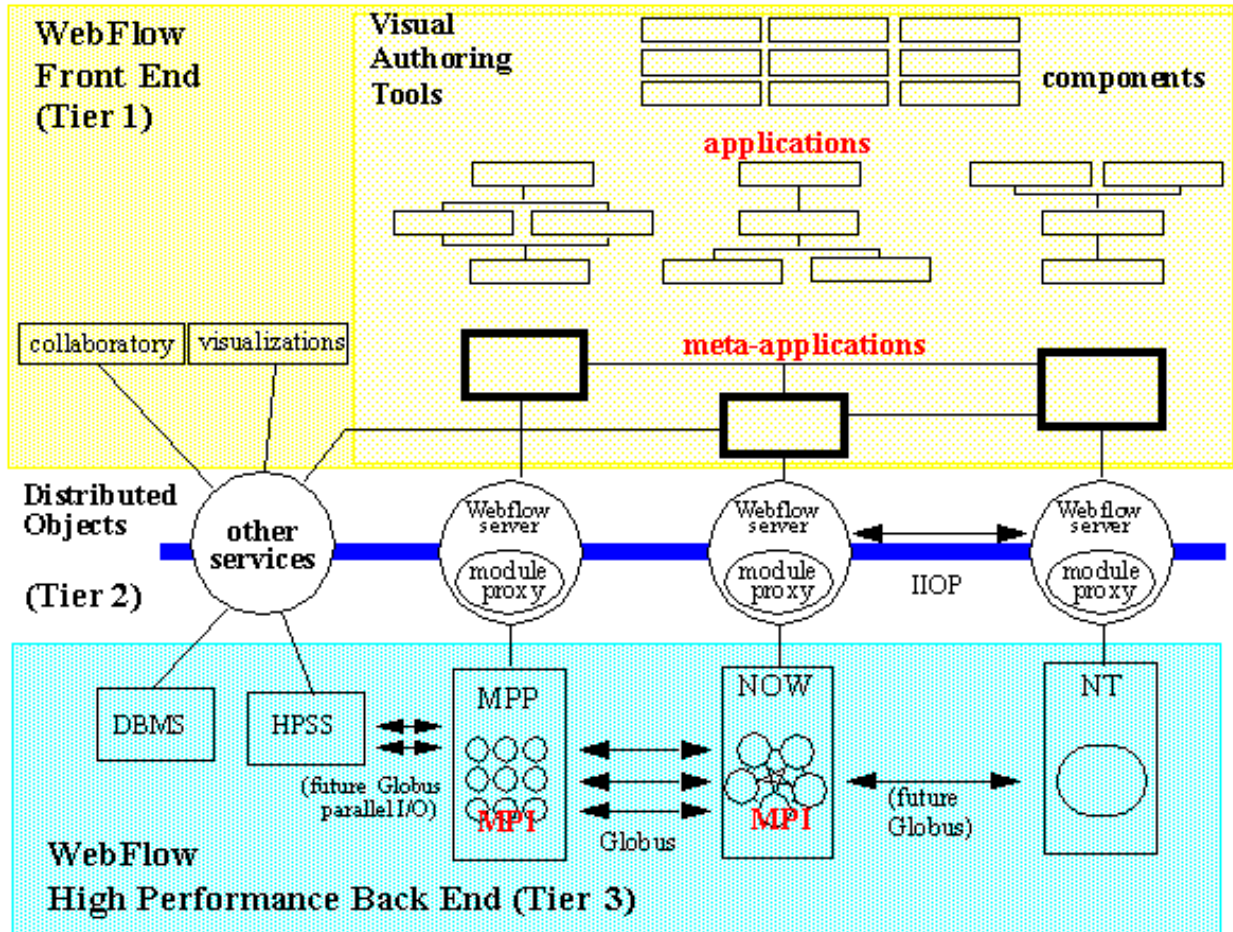 WebFlow
Front End
(Tier 1)
Visual
Authoring
Tools
components
applications
collaboratory
visualizations
meta-applications
Distributed
Objects
(Tier 2)
other
services
Webflow
server
module
proxy
Webflow
server
module
proxy
IIOP
Webflow
server
module
proxy
DBMS
HPSS
(future Globus
parallel I/O)
MPP
MPI
Globus
NOW
MPI
(future
Globus)
NT
WebFlow
High Performance Back End (Tier 3)